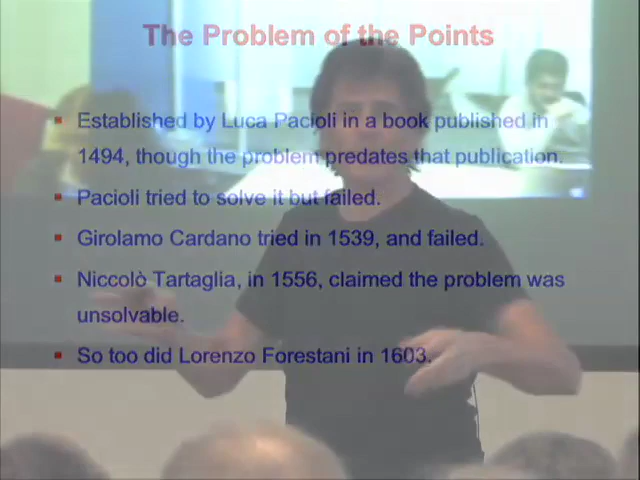 The Problem of the Points
Established by Luca Pacioli in a book published in
1494, though the problem predates that publication.
Pacioli tried to solve it but failed.
Girolamo Cardano tried in 1539, and failed.
Niccolò Tartaglia, in 1556, claimed the problem was
unsolvable.
So too did Lorenzo Forestani in 1603.